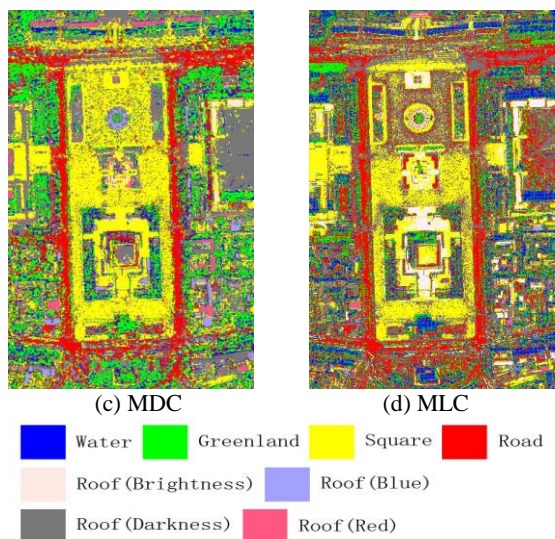 (c) MDC (d) MLC
Water Greenland Square Road
Roof(Brightness) Roof(Blue)
Roof(Darkness) Roof(Red)